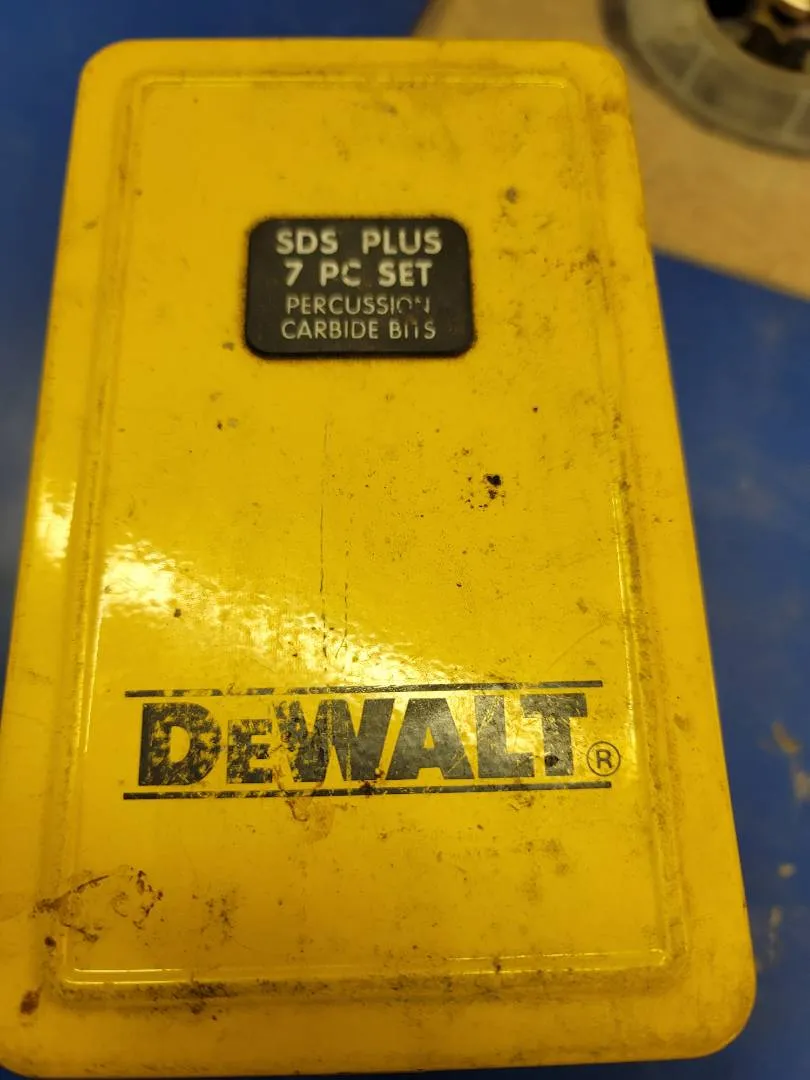 SDS PLUS
7 PC SET
PERCUSSION
CARBIDE BITS
DEWALT®